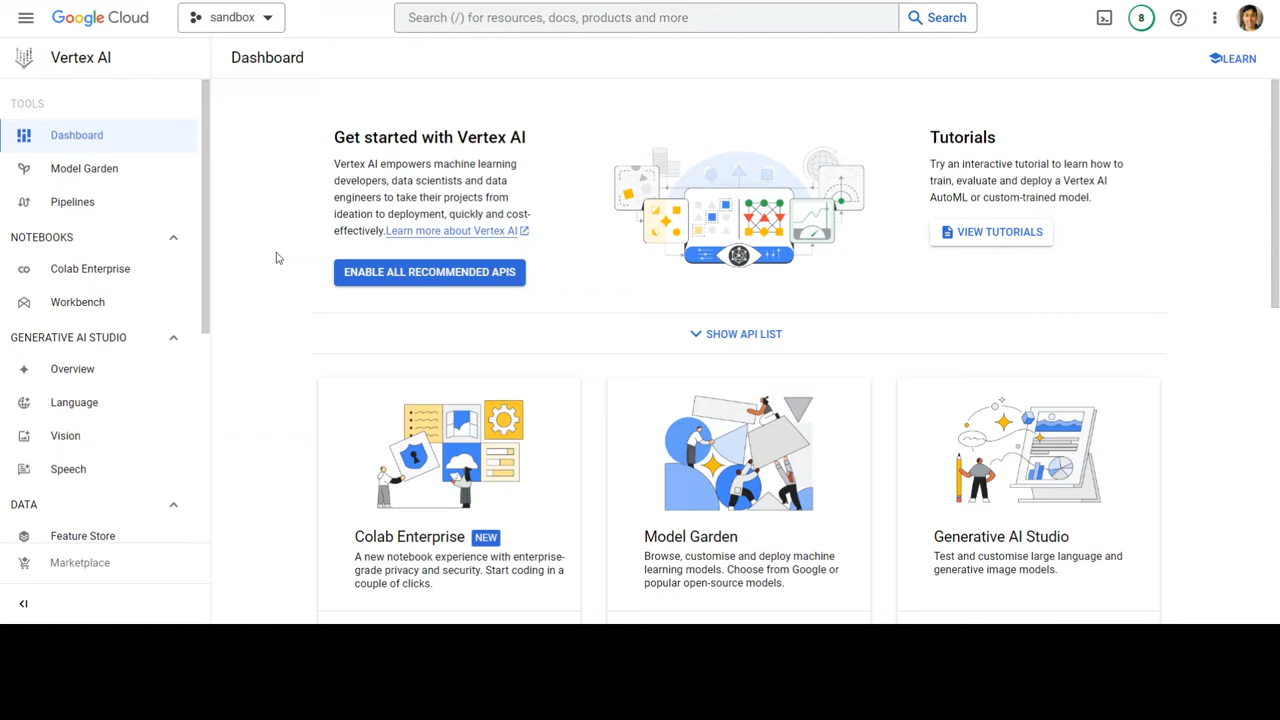 Google Cloud
sandbox
Search (/) for resources, docs, products and more
Search
8
Vertex AI
Dashboard
LEARN
TOOLS
Dashboard
Model Garden
Pipelines
NOTEBOOKS
Colab Enterprise
Workbench
GENERATIVE AI STUDIO
Overview
Language
Vision
Speech
DATA
Feature Store
Marketplace
Get started with Vertex AI
Vertex AI empowers machine learning
developers, data scientists and data
engineers to take their projects from
ideation to deployment, quickly and cost-
effectively. Learn more about Vertex AI
ENABLE ALL RECOMMENDED APIS
Tutorials
Try an interactive tutorial to learn how to
train, evaluate and deploy a Vertex AI
AutoML or custom-trained model.
VIEW TUTORIALS
SHOW API LIST
Colab Enterprise NEW
A new notebook experience with enterprise-
grade privacy and security. Start coding in a
couple of clicks.
Model Garden
Browse, customise and deploy machine
learning models. Choose from Google or
popular open-source models.
Generative AI Studio
Test and customise large language and
generative image models.